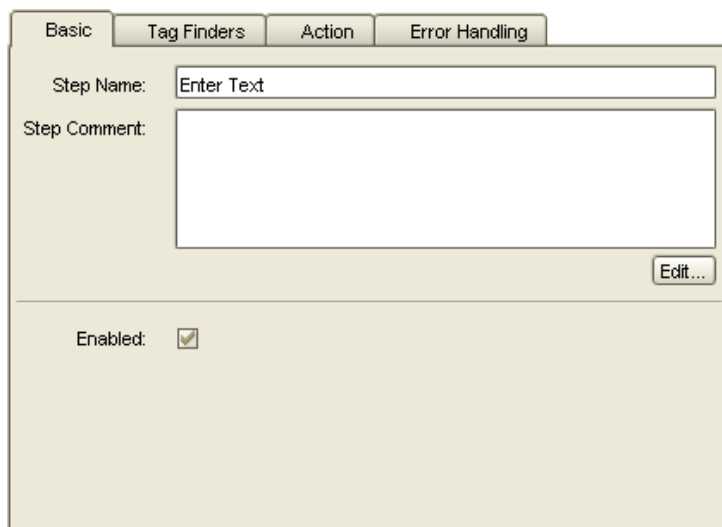 Basic Tag Finders Action Error Handling
Step Name: Enter Text
Step Comment:
Edit...
Enabled: